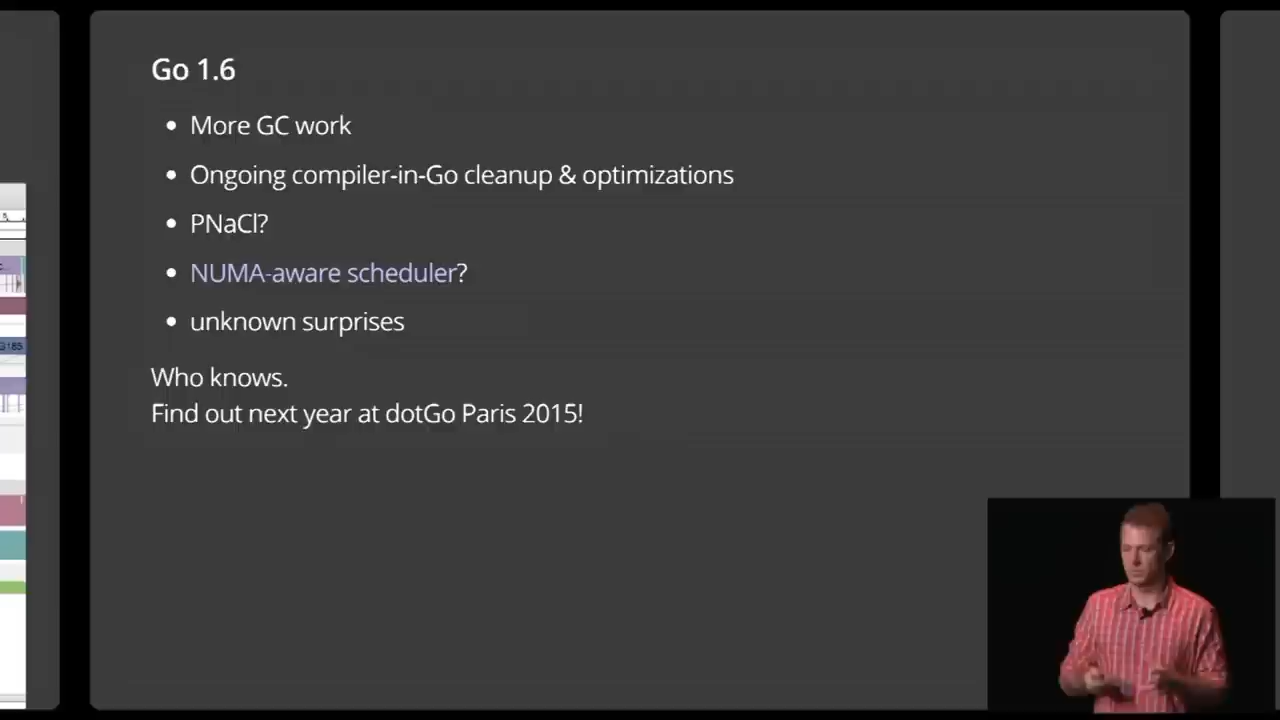 Go 1.6
More GC work
Ongoing compiler-in-Go cleanup & optimizations
PNaCl?
NUMA-aware scheduler?
unknown surprises
Who knows.
Find out next year at dotGo Paris 2015!